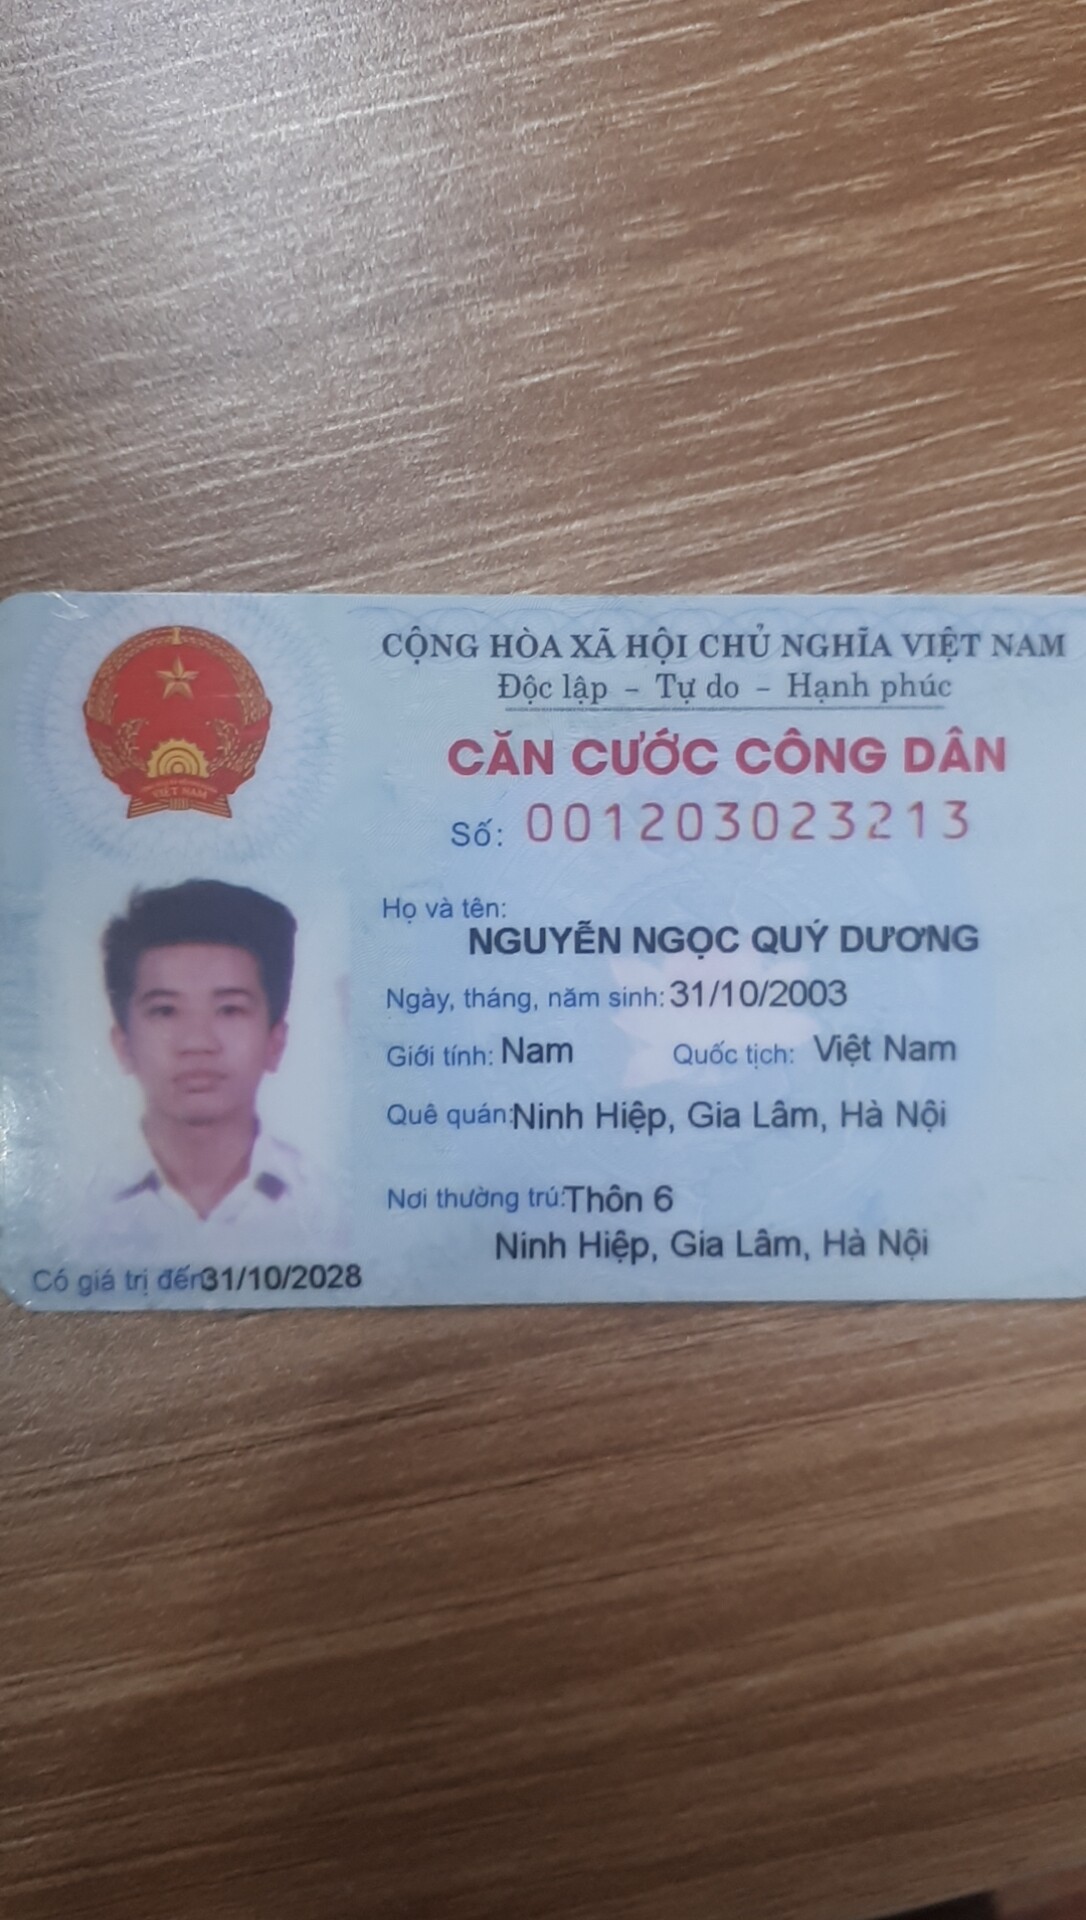 CỘNG HÒA XÃ HỘI CHỦ NGHĨA VIỆT NAM
Độc lập - Tự do - Hạnh phúc
CĂN CƯỚC CÔNG DÂN
Số: 001203023213
Họ và tên:
NGUYỄN NGỌC QUÝ DƯƠNG
Ngày, tháng, năm sinh: 31/10/2003
Giới tính: Nam Quốc tịch: Việt Nam
Quê quán: Ninh Hiệp, Gia Lâm, Hà Nội
Nơi thường trú: Thôn 6
Ninh Hiệp, Gia Lâm, Hà Nội
Có giá trị đến 31/10/2028
VIỆT NAM